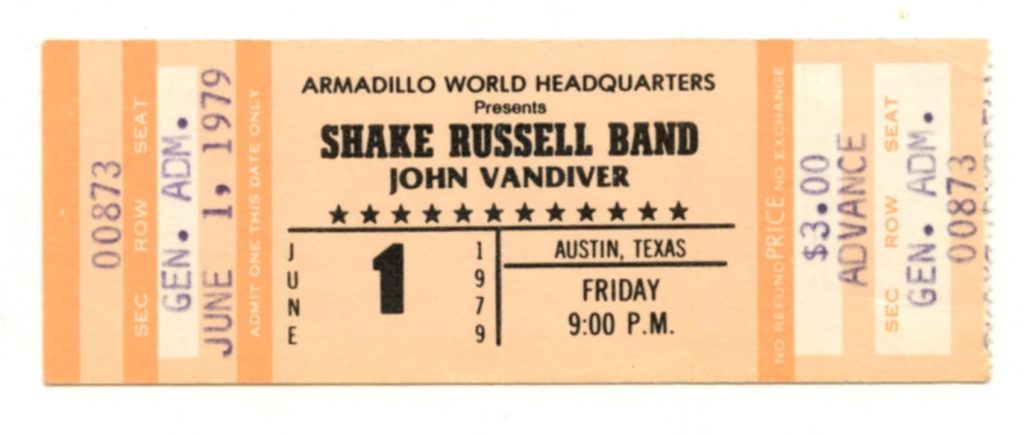 00873
SEC ROW SEAT
GEN. ADM.
JUNE 1, 1979
ADMIT ONE THIS DATE ONLY
ARMADILLO WORLD HEADQUARTERS
Presents
SHAKE RUSSELL BAND
JOHN VANDIVER
★ ★ ★ ★ ★ ★ ★ ★ ★ ★ ★ ★
JUNE 1 1979
AUSTIN, TEXAS
FRIDAY
9:00 P.M.
NO REFUND PRICE NO EXCHANGE
$3.00
ADVANCE
SEC ROW SEAT
GEN. ADM.
00873